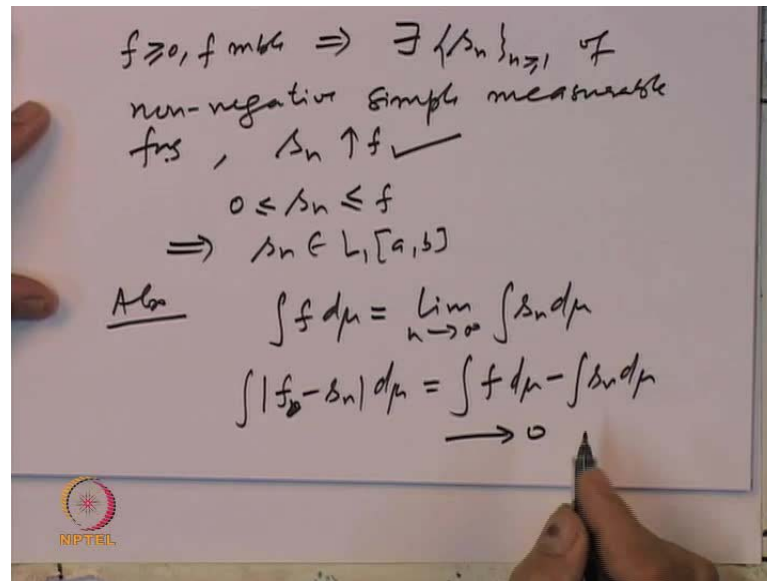 f ≥ 0, f mble ⇒ ∃ {sₙ}ₙ≥₁ of
non-negative simple measurable
fns , sₙ ↑ f ✓
0 ≤ sₙ ≤ f
⇒ sₙ ∈ L₁[a,b]
Also ∫ f dμ = lim n→∞ ∫ sₙ dμ
∫ |f - sₙ| dμ = ∫ f dμ - ∫ sₙ dμ
→ 0
NPTEL